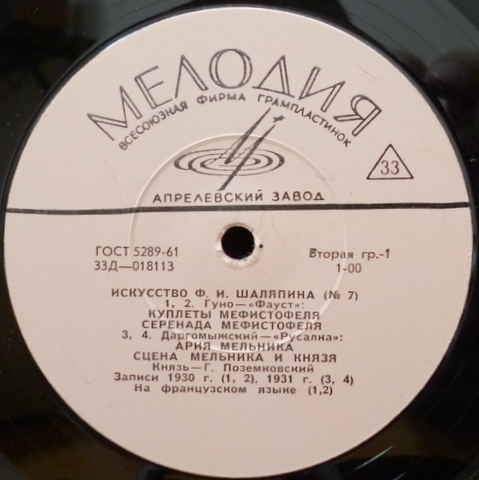 МЕЛОДИЯ
ВСЕСОЮЗНАЯ ФИРМА ГРАМПЛАСТИНОК
33
АПРЕЛЕВСКИЙ ЗАВОД
ГОСТ 5289-61
33Д—018113
Вторая гр.-1
1-00
ИСКУССТВО Ф. И. ШАЛЯПИНА (№ 7)
1, 2. Гуно—«Фауст»:
КУПЛЕТЫ МЕФИСТОФЕЛЯ
СЕРЕНАДА МЕФИСТОФЕЛЯ
3, 4. Даргомыжский—«Русалка»:
АРИЯ МЕЛЬНИКА
СЦЕНА МЕЛЬНИКА И КНЯЗЯ
Князь—Г. Поземковский
Записи 1930 г. (1, 2), 1931 г. (3, 4)
На французском языке (1,2)